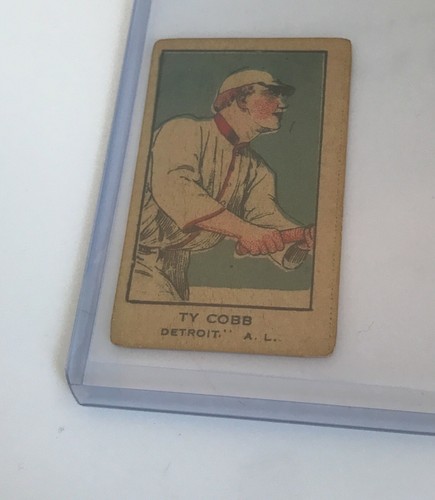 TY COBB
DETROIT." A. L.